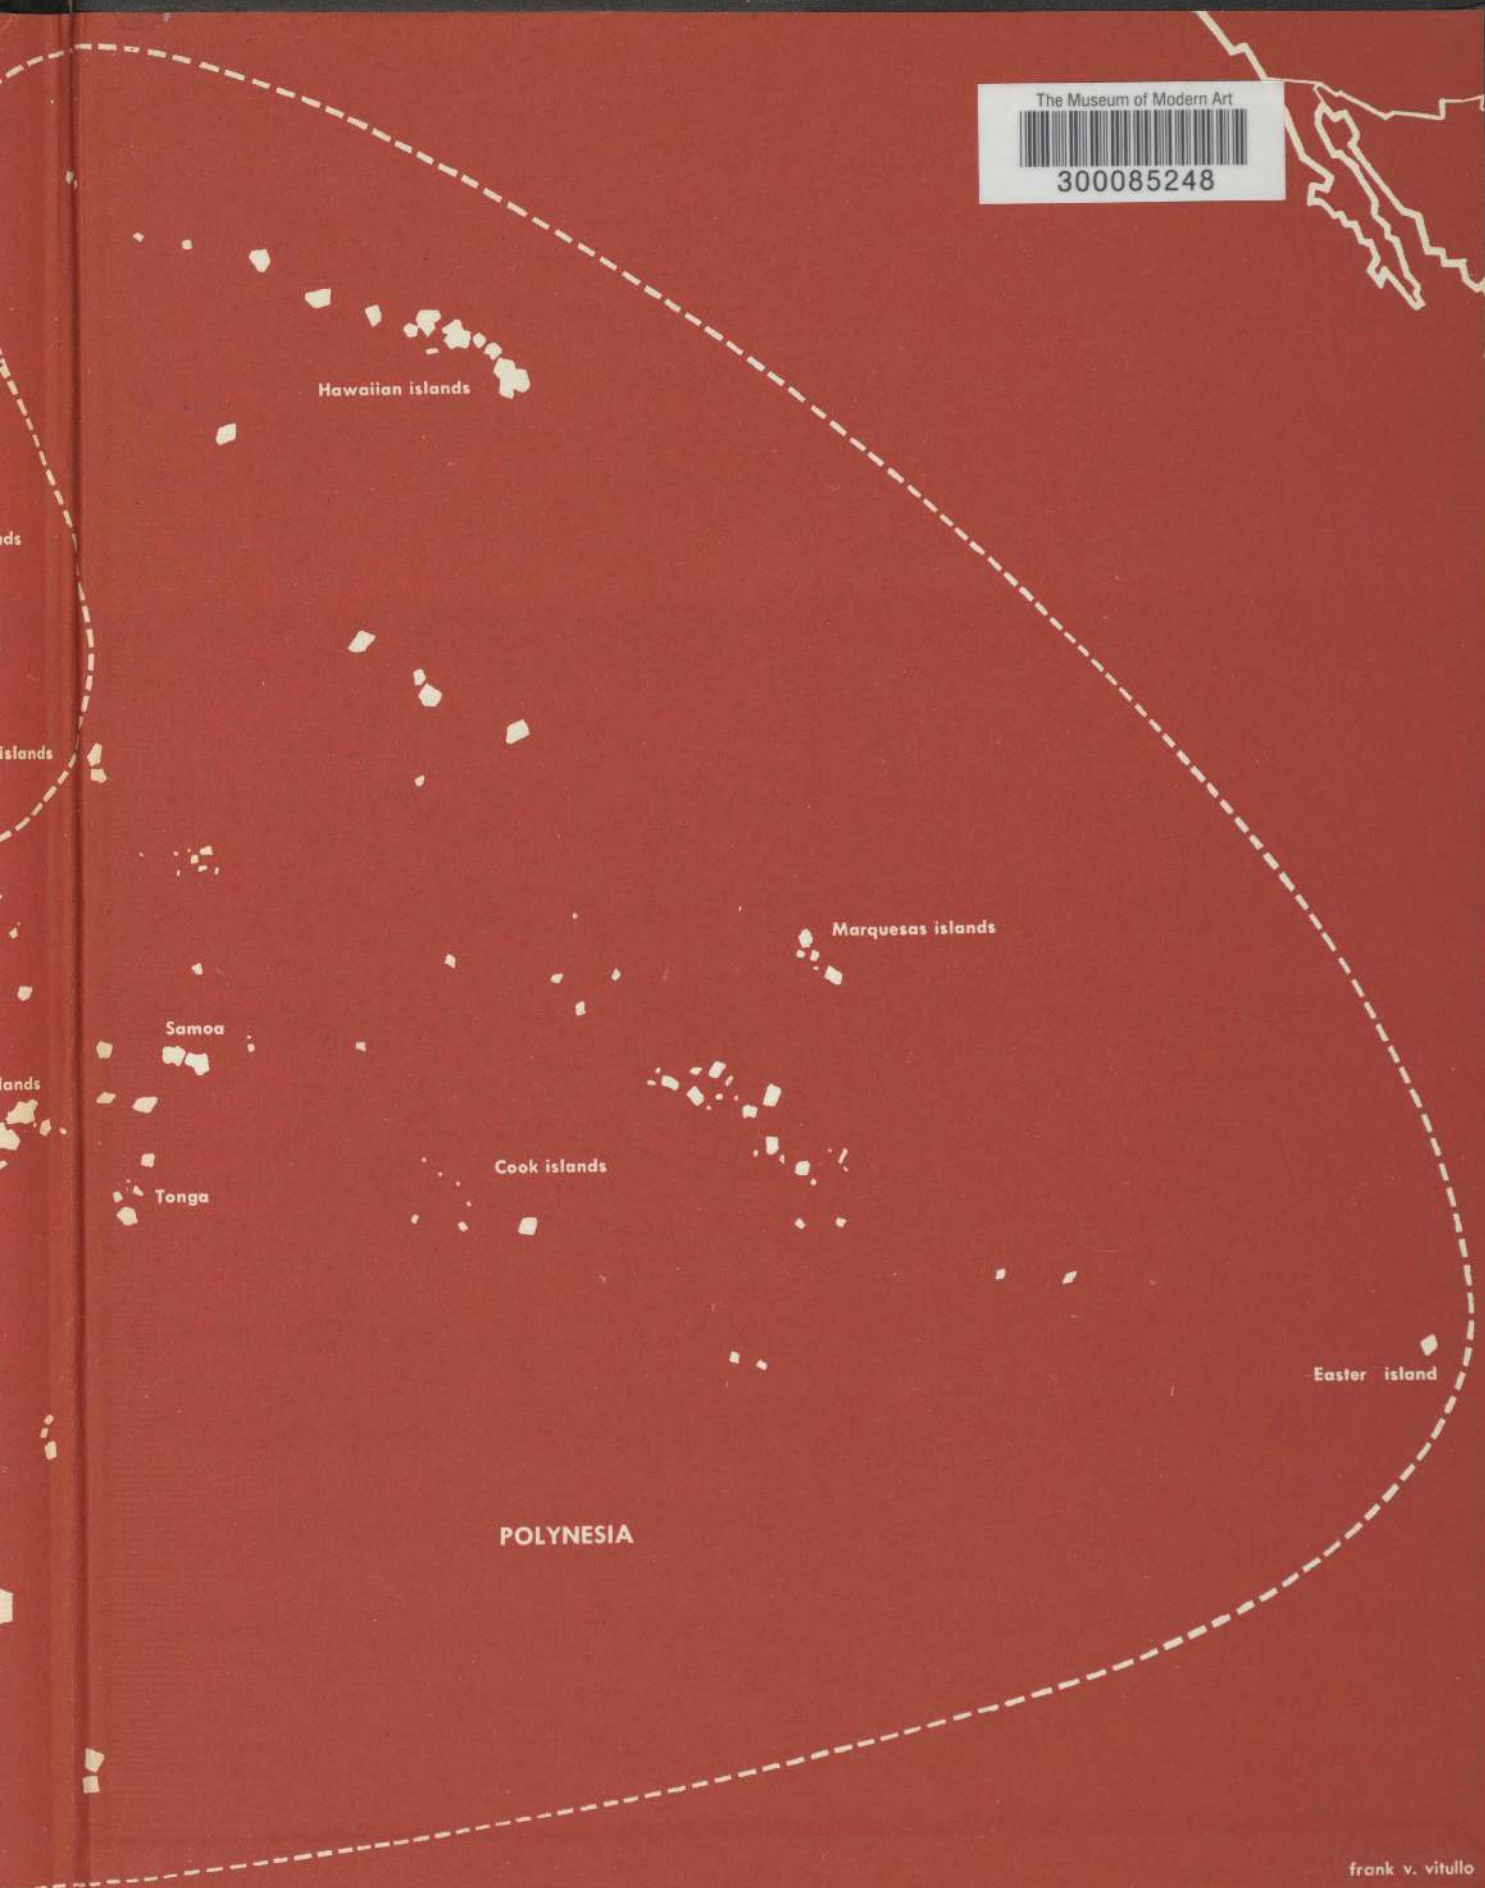 The Museum of Modern Art
300085248
Hawaiian islands
ds
islands
Marquesas islands
Samoa
lands
Cook islands
Tonga
Easter island
POLYNESIA
frank v. vitullo